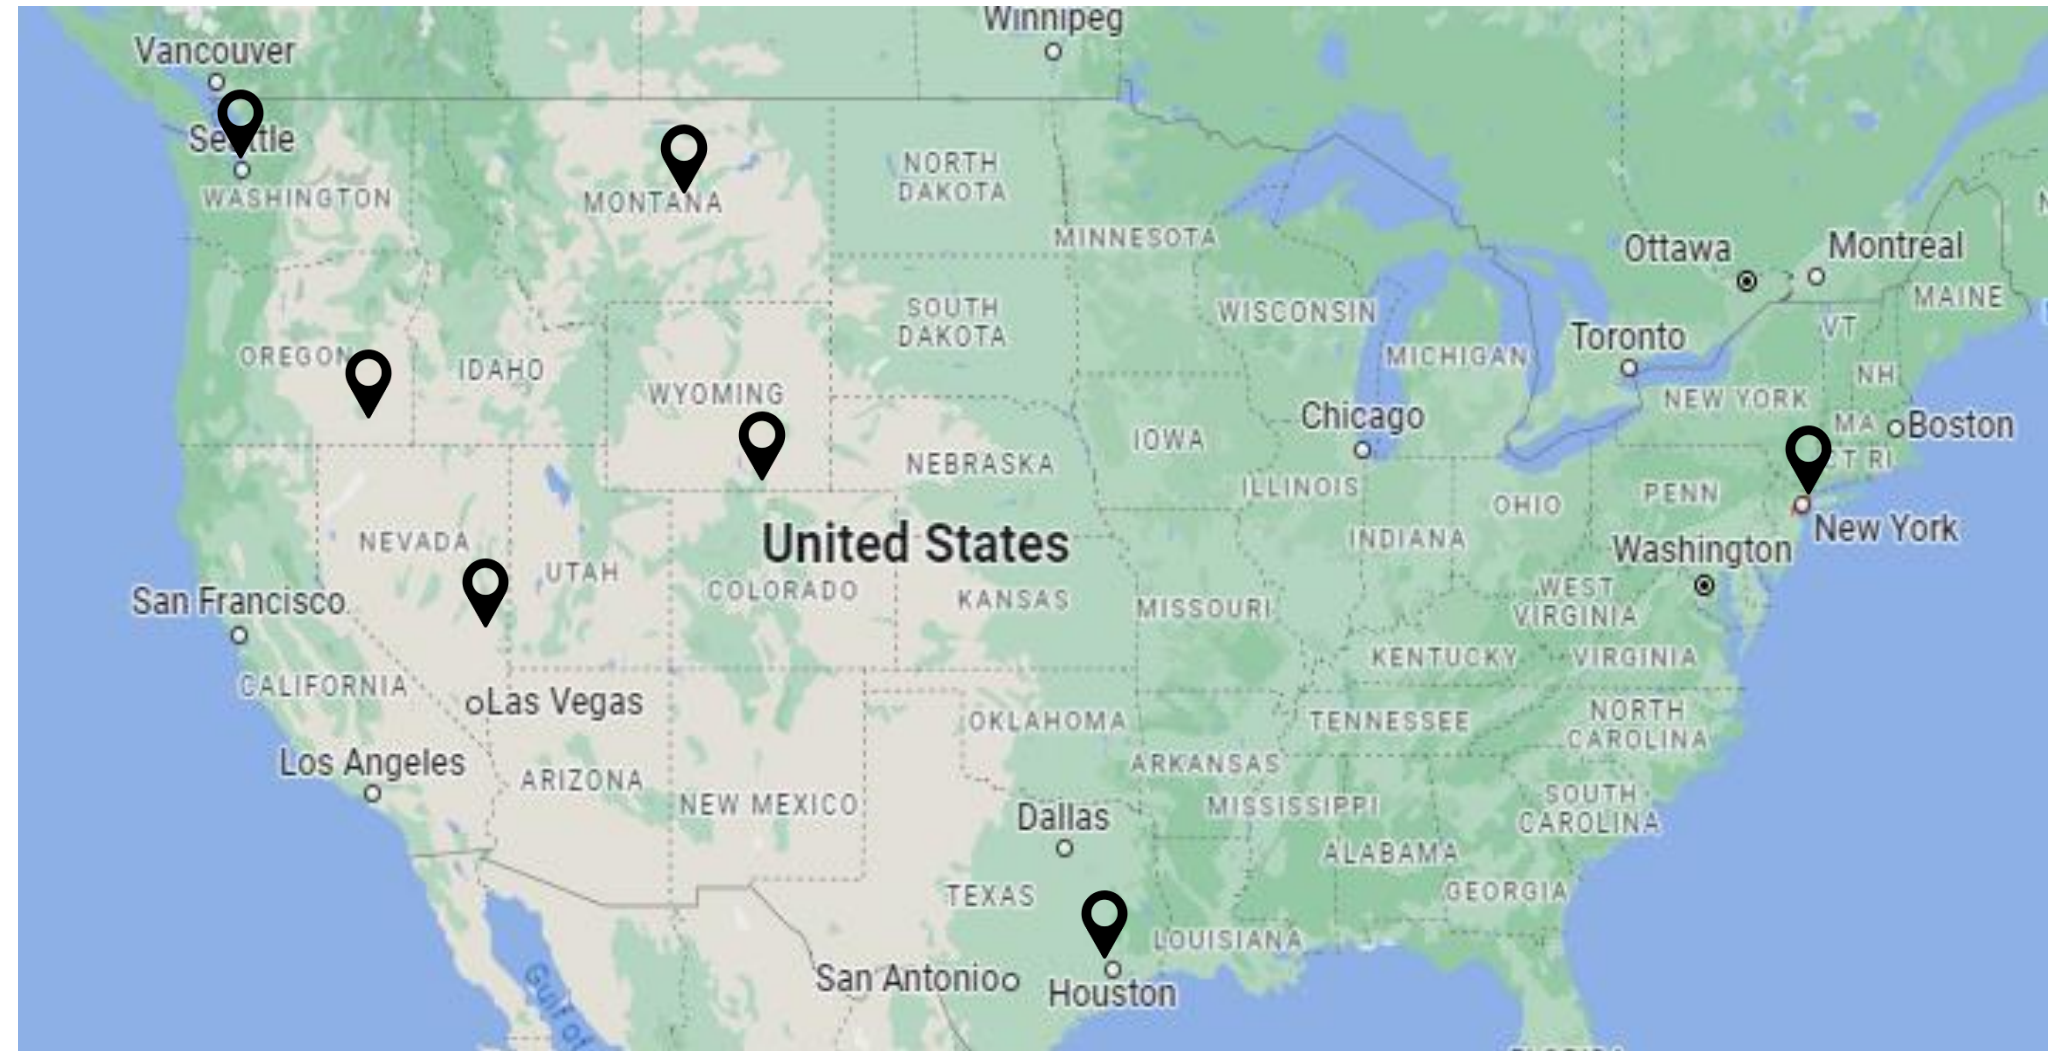 Winnipeg
Vancouver
Seattle
WASHINGTON
MONTANA
NORTH
DAKOTA
MINNESOTA
Ottawa
Montreal
MAINE
OREGON
IDAHO
WYOMING
SOUTH
DAKOTA
WISCONSIN
MICHIGAN
Toronto
VT
NH
NEW YORK
MA
Boston
CT RI
Chicago
IOWA
NEBRASKA
ILLINOIS
INDIANA
OHIO
PENN
New York
Washington
NEVADA
UTAH
United States
COLORADO
KANSAS
MISSOURI
WEST
VIRGINIA
KENTUCKY
VIRGINIA
San Francisco
CALIFORNIA
Las Vegas
Los Angeles
ARIZONA
NEW MEXICO
OKLAHOMA
ARKANSAS
TENNESSEE
NORTH
CAROLINA
MISSISSIPPI
SOUTH
CAROLINA
ALABAMA
GEORGIA
Dallas
TEXAS
LOUISIANA
San Antonio
Houston
Gulf of